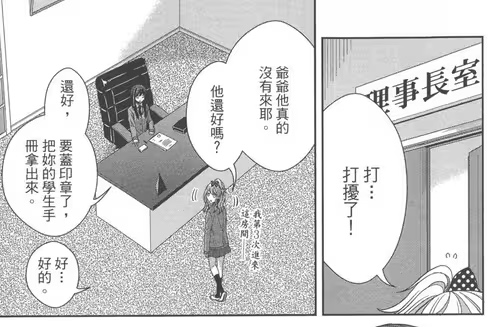 理事長室
打…
打擾了！
爺爺他真的
沒有來耶。
他還好嗎？
我第3次進來
這房間…
還好，
要蓋印章了，
把妳的學生手
冊拿出來。
好…
好的。